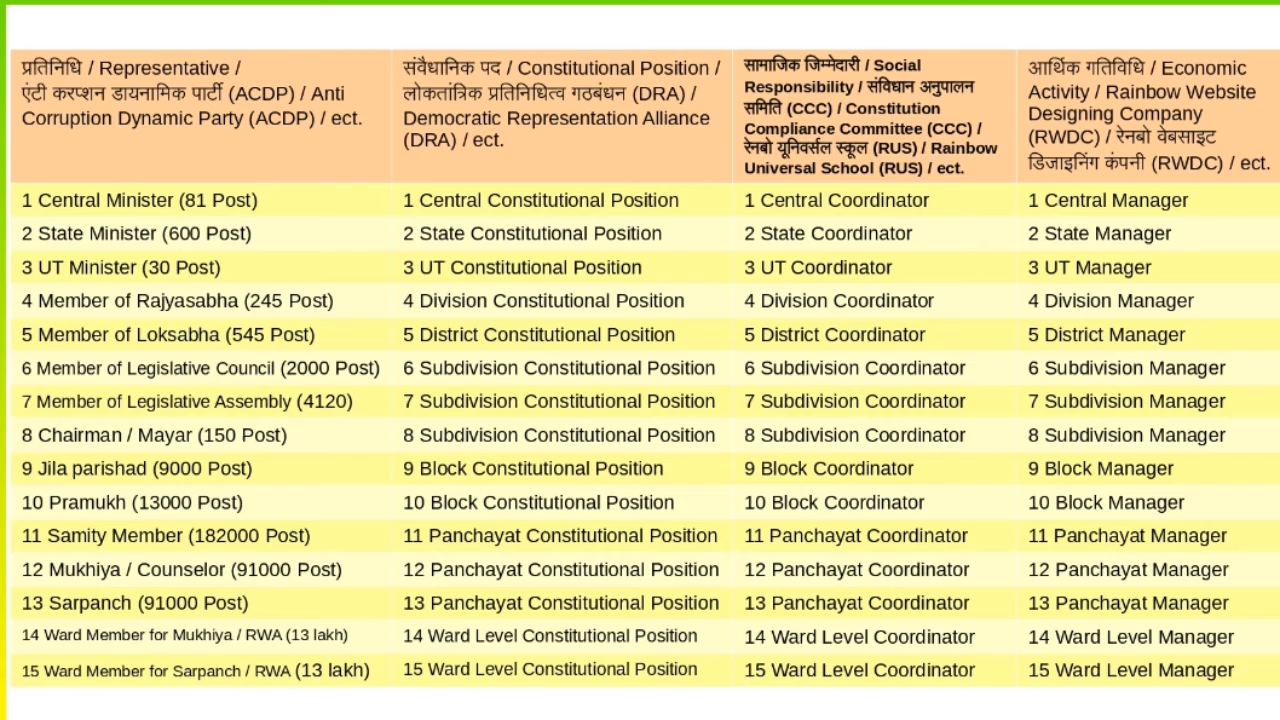 प्रतिनिधि / Representative /
एंटी करप्शन डायनामिक पार्टी (ACDP) / Anti
Corruption Dynamic Party (ACDP) / ect.
संवैधानिक पद / Constitutional Position /
लोकतांत्रिक प्रतिनिधित्व गठबंधन (DRA) /
Democratic Representation Alliance
(DRA) / ect.
सामाजिक जिम्मेदारी / Social
Responsibility / संविधान अनुपालन
समिति (CCC) / Constitution
Compliance Committee (CCC) /
रेनबो यूनिवर्सल स्कूल (RUS) / Rainbow
Universal School (RUS) / ect.
आर्थिक गतिविधि / Economic
Activity / Rainbow Website
Designing Company
(RWDC) / रेनबो वेबसाइट
डिजाइनिंग कंपनी (RWDC) / ect.
1 Central Minister (81 Post) 1 Central Constitutional Position 1 Central Coordinator 1 Central Manager
2 State Minister (600 Post) 2 State Constitutional Position 2 State Coordinator 2 State Manager
3 UT Minister (30 Post) 3 UT Constitutional Position 3 UT Coordinator 3 UT Manager
4 Member of Rajyasabha (245 Post) 4 Division Constitutional Position 4 Division Coordinator 4 Division Manager
5 Member of Loksabha (545 Post) 5 District Constitutional Position 5 District Coordinator 5 District Manager
6 Member of Legislative Council (2000 Post) 6 Subdivision Constitutional Position 6 Subdivision Coordinator 6 Subdivision Manager
7 Member of Legislative Assembly (4120) 7 Subdivision Constitutional Position 7 Subdivision Coordinator 7 Subdivision Manager
8 Chairman / Mayar (150 Post) 8 Subdivision Constitutional Position 8 Subdivision Coordinator 8 Subdivision Manager
9 Jila parishad (9000 Post) 9 Block Constitutional Position 9 Block Coordinator 9 Block Manager
10 Pramukh (13000 Post) 10 Block Constitutional Position 10 Block Coordinator 10 Block Manager
11 Samity Member (182000 Post) 11 Panchayat Constitutional Position 11 Panchayat Coordinator 11 Panchayat Manager
12 Mukhiya / Counselor (91000 Post) 12 Panchayat Constitutional Position 12 Panchayat Coordinator 12 Panchayat Manager
13 Sarpanch (91000 Post) 13 Panchayat Constitutional Position 13 Panchayat Coordinator 13 Panchayat Manager
14 Ward Member for Mukhiya / RWA (13 lakh) 14 Ward Level Constitutional Position 14 Ward Level Coordinator 14 Ward Level Manager
15 Ward Member for Sarpanch / RWA (13 lakh) 15 Ward Level Constitutional Position 15 Ward Level Coordinator 15 Ward Level Manager